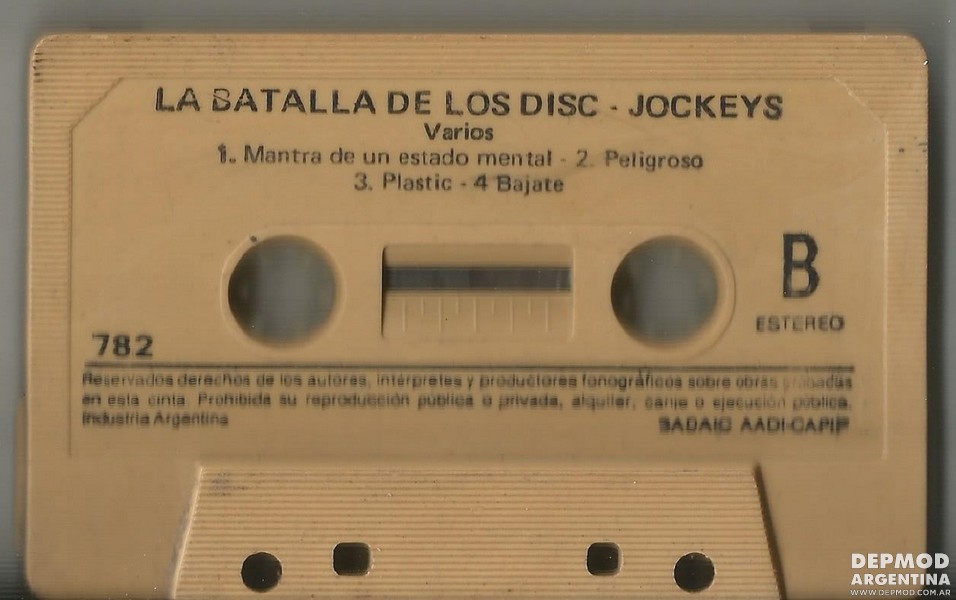 LA BATALLA DE LOS DISC - JOCKEYS
Varios
1. Mantra de un estado mental - 2. Peligroso
3. Plastic - 4 Bajate
B
ESTEREO
782
Reservados derechos de los autores, intérpretes y productores fonográficos sobre obras grabadas
en esta cinta. Prohibida su reproducción pública o privada, alquiler, canje o ejecución pública.
Industria Argentina SADAIC AADI-CAPIF
DEPMOD
ARGENTINA
WWW.DEPMOD.COM.AR